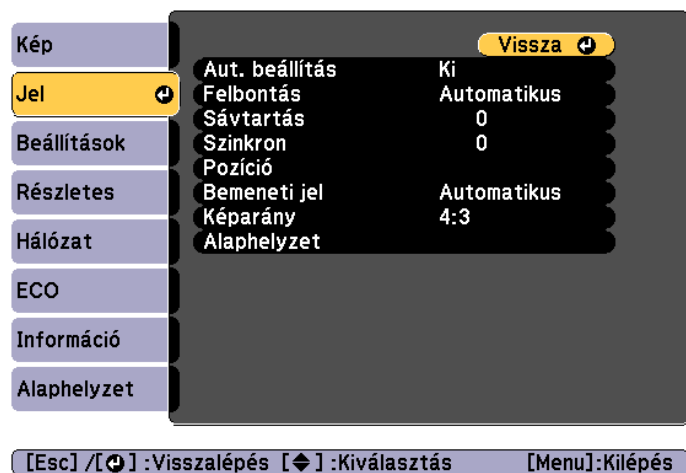 Kép
Jel
Beállítások
Részletes
Hálózat
ECO
Információ
Alaphelyzet
Vissza
Aut. beállítás Ki
Felbontás Automatikus
Sávtartás 0
Szinkron 0
Pozíció
Bemeneti jel Automatikus
Képarány 4:3
Alaphelyzet
[Esc] /[⏎] :Visszalépés [◆] :Kiválasztás [Menu]:Kilépés